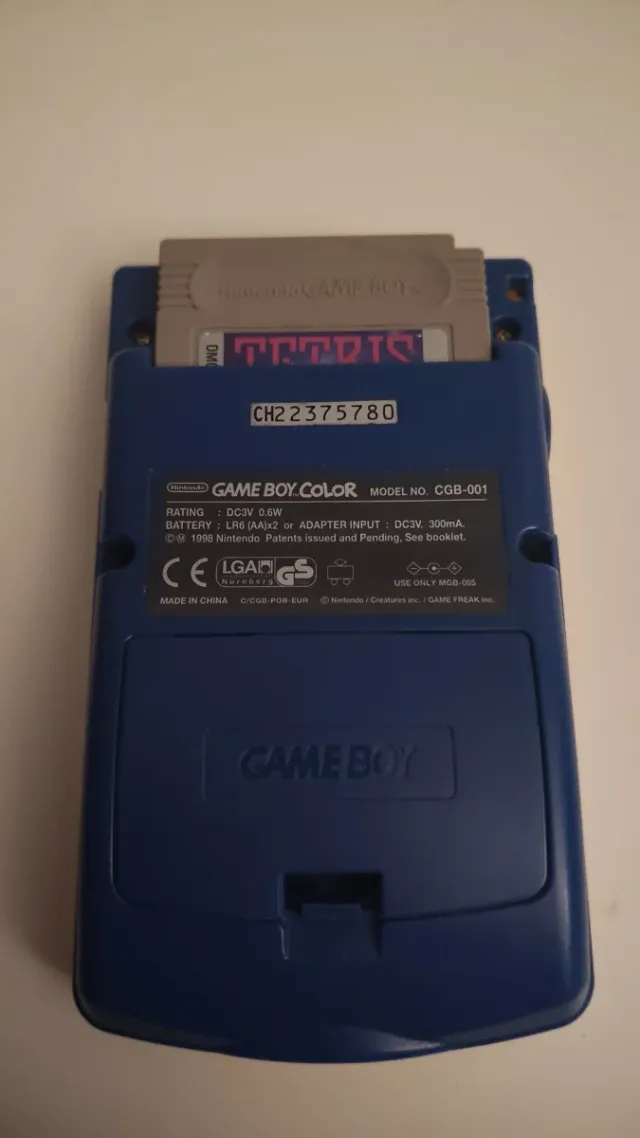 Nintendo GAME BOY
DMG
TETRIS
CH22375780
Nintendo GAME BOY COLOR MODEL NO. CGB-001
RATING : DC3V 0.6W
BATTERY : LR6 (AA)x2 or ADAPTER INPUT : DC3V. 300mA.
©Ⓜ 1998 Nintendo Patents issued and Pending, See booklet.
CE LGA Nürnberg GS
USE ONLY MGB-005
MADE IN CHINA C/CGB-POB-EUR © Nintendo / Creatures inc. / GAME FREAK inc.
GAME BOY